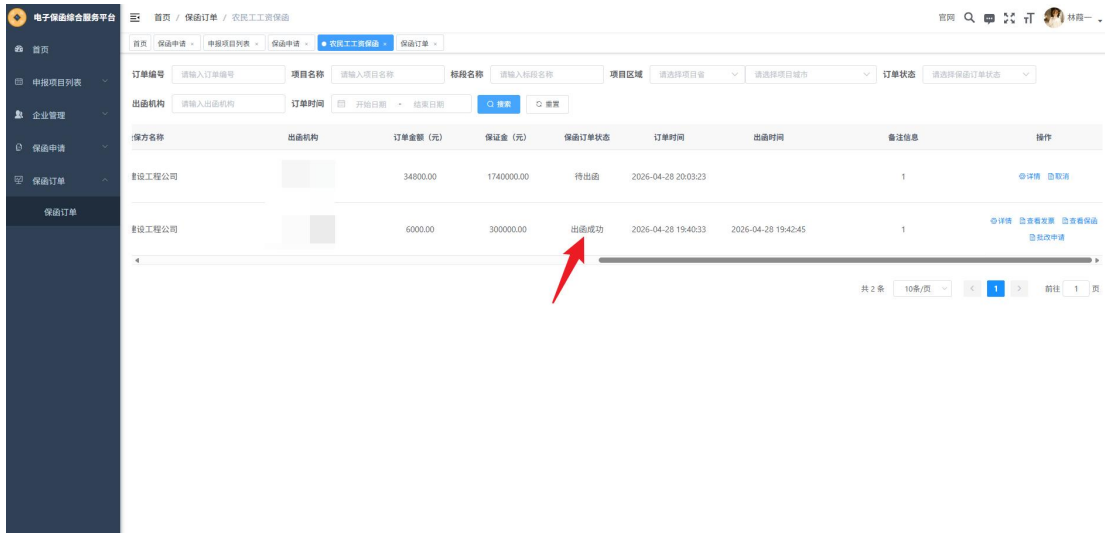 电子保函综合服务平台
首页 / 保函订单 / 农民工工资保函
官网
林霞一
首页
申报项目列表
企业管理
保函申请
保函订单
保函订单
首页 保函申请 × 申报项目列表 × 保函申请 × 农民工工资保函 × 保函订单 ×
订单编号 请输入订单编号 项目名称 请输入项目名称 标段名称 请输入标段名称 项目区域 请选择项目省 请选择项目城市 订单状态 请选择保函订单状态
出函机构 请输入出函机构 订单时间 开始日期 - 结束日期 搜索 重置
保方名称 出函机构 订单金额（元） 保证金（元） 保函订单状态 订单时间 出函时间 备注信息 操作
建设工程公司 34800.00 1740000.00 待出函 2026-04-28 20:03:23 1 详情 取消
建设工程公司 6000.00 300000.00 出函成功 2026-04-28 19:40:33 2026-04-28 19:42:45 1 详情 查看发票 查看保函
批改申请
共 2 条 10条/页 < 1 > 前往 1 页